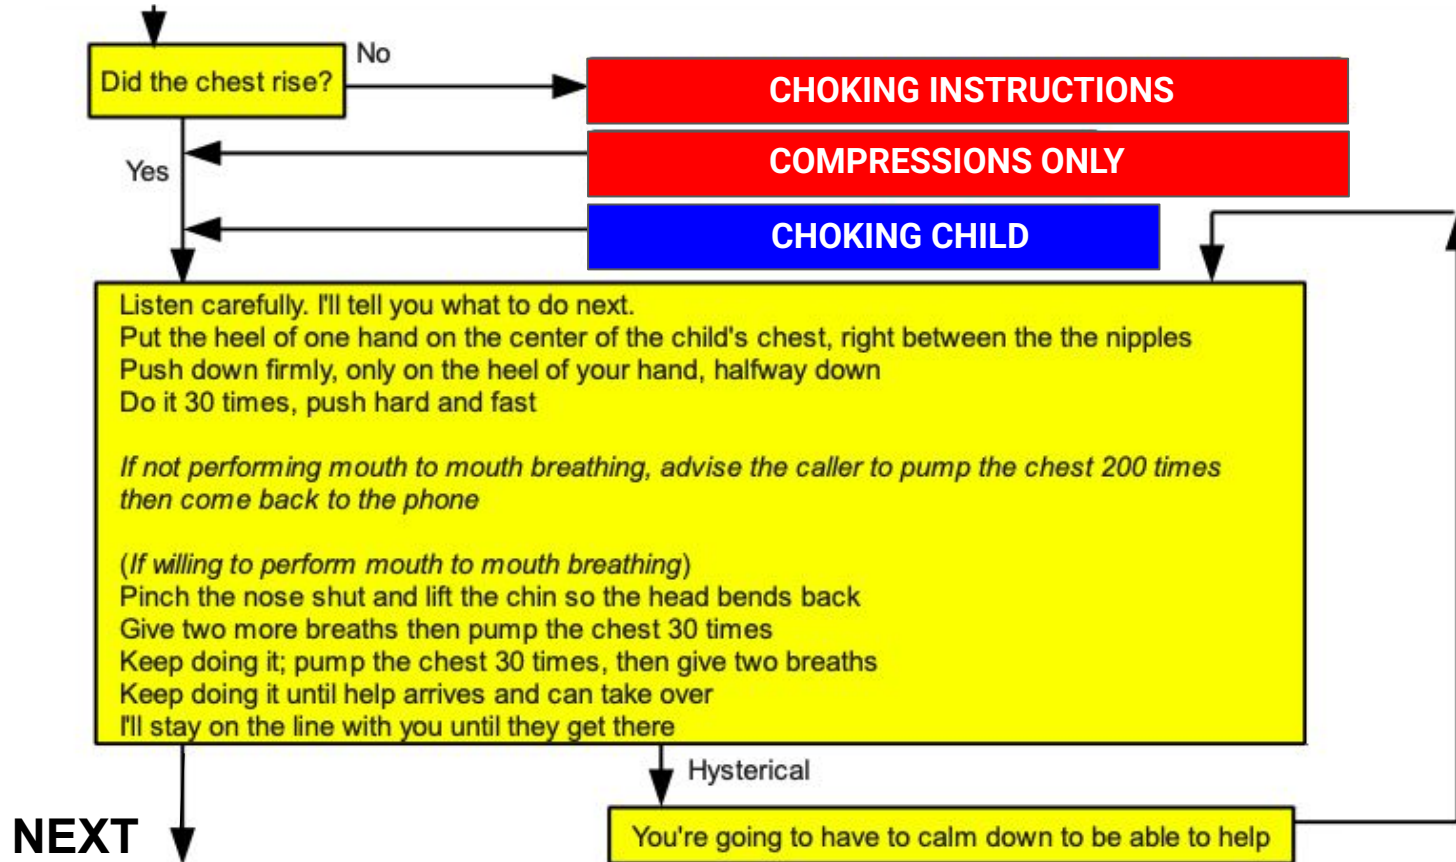 Did the chest rise?
No
CHOKING INSTRUCTIONS
COMPRESSIONS ONLY
Yes
CHOKING CHILD
Listen carefully. I'll tell you what to do next.
Put the heel of one hand on the center of the child's chest, right between the the nipples
Push down firmly, only on the heel of your hand, halfway down
Do it 30 times, push hard and fast
If not performing mouth to mouth breathing, advise the caller to pump the chest 200 times
then come back to the phone
(If willing to perform mouth to mouth breathing)
Pinch the nose shut and lift the chin so the head bends back
Give two more breaths then pump the chest 30 times
Keep doing it; pump the chest 30 times, then give two breaths
Keep doing it until help arrives and can take over
I'll stay on the line with you until they get there
Hysterical
NEXT
You're going to have to calm down to be able to help